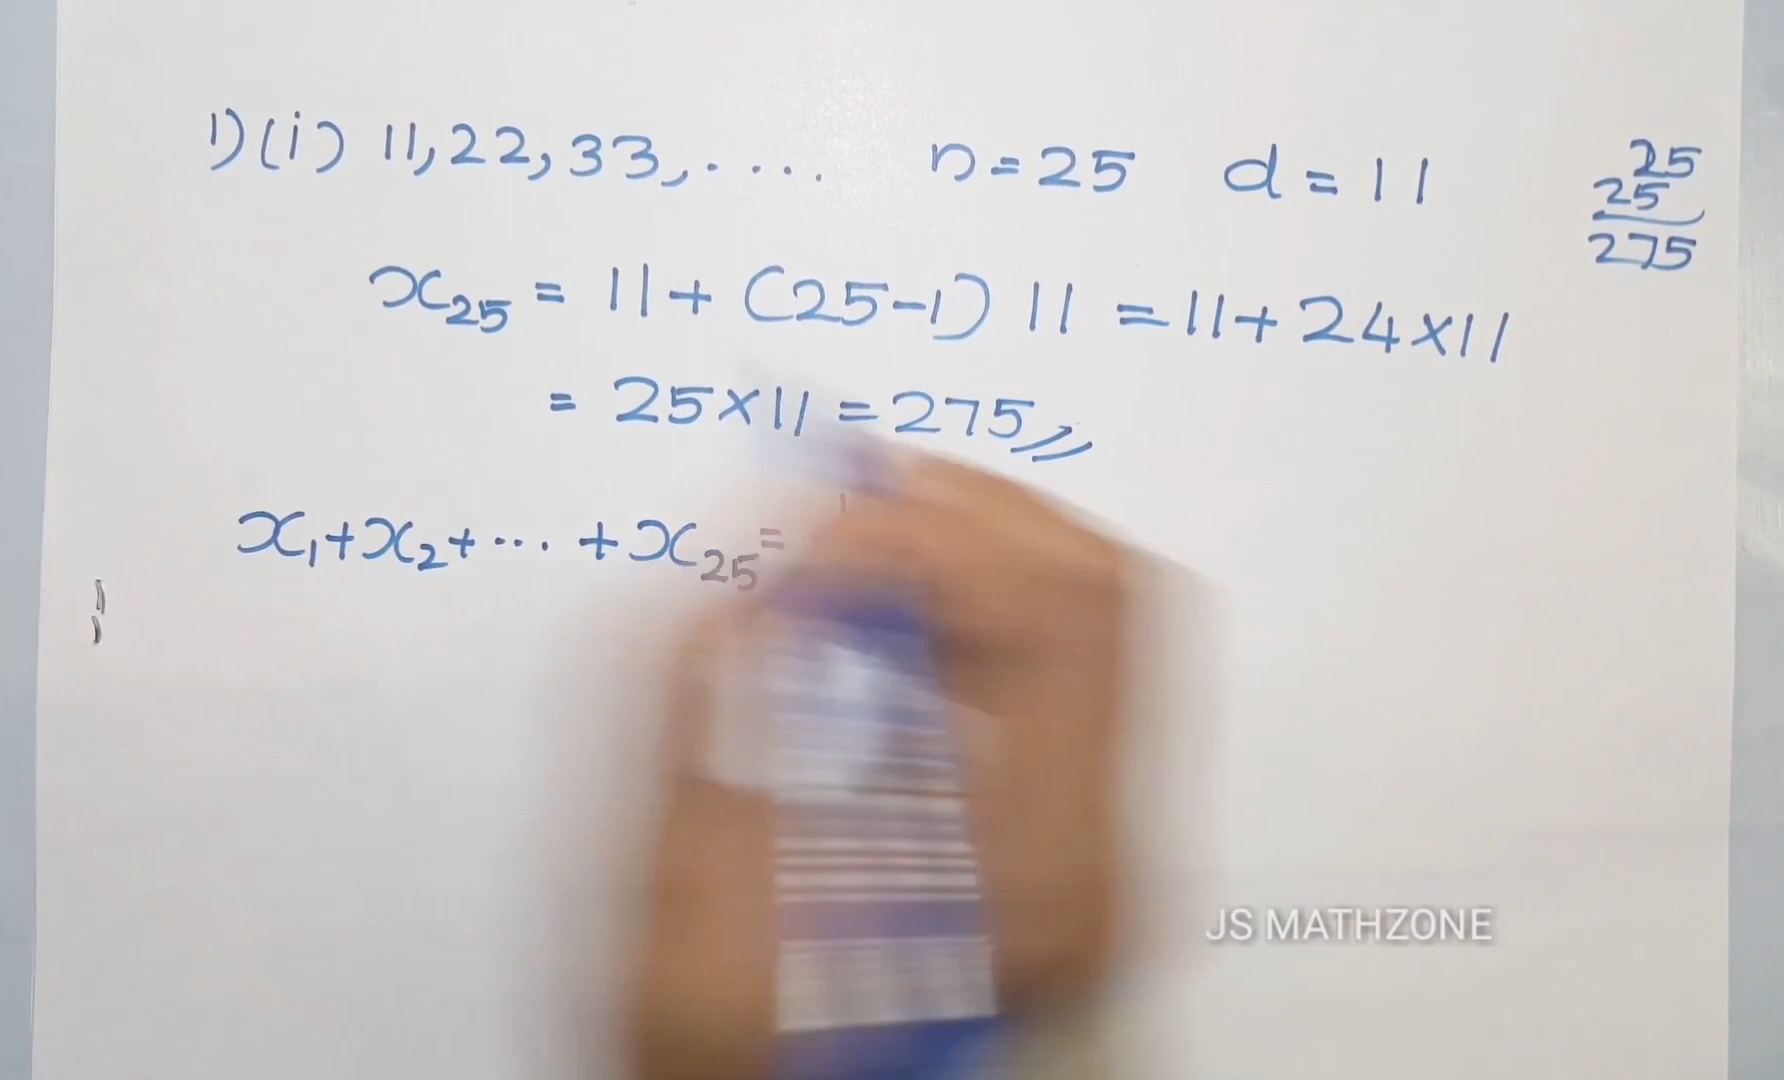 1) (i) 11, 22, 33, ..... n = 25 d = 11
25
25
275
x₂₅ = 11 + (25-1) 11 = 11 + 24 × 11
= 25 × 11 = 275 //
x₁ + x₂ + ... + x₂₅ =
JS MATHZONE